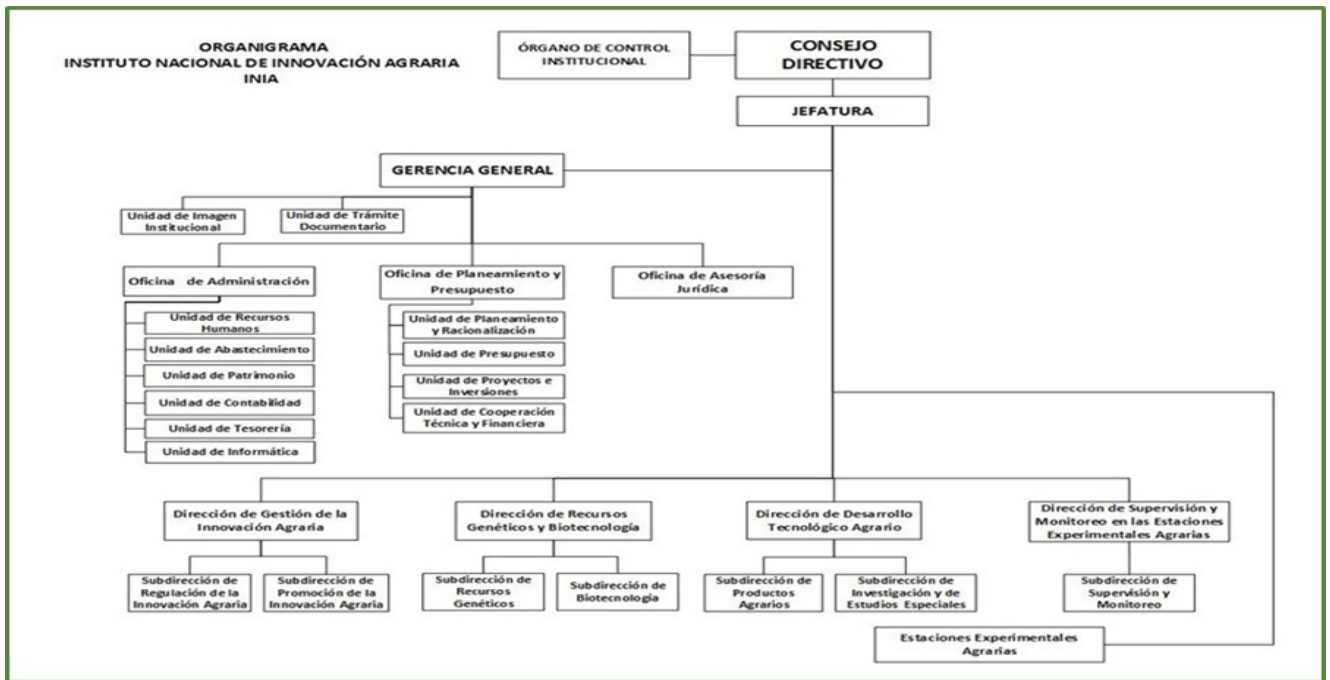 ORGANIGRAMA
INSTITUTO NACIONAL DE INNOVACIÓN AGRARIA
INIA
ÓRGANO DE CONTROL
INSTITUCIONAL
CONSEJO
DIRECTIVO
JEFATURA
GERENCIA GENERAL
Unidad de Imagen
Institucional
Unidad de Trámite
Documentario
Oficina de Administración
Unidad de Recursos
Humanos
Unidad de Abastecimiento
Unidad de Patrimonio
Unidad de Contabilidad
Unidad de Tesorería
Unidad de Informática
Oficina de Planeamiento y
Presupuesto
Unidad de Planeamiento
y Racionalización
Unidad de Presupuesto
Unidad de Proyectos e
Inversiones
Unidad de Cooperación
Técnica y Financiera
Oficina de Asesoría
Jurídica
Dirección de Gestión de la
Innovación Agraria
Subdirección de
Regulación de la
Innovación Agraria
Subdirección de
Promoción de la
Innovación Agraria
Dirección de Recursos
Genéticos y Biotecnología
Subdirección de
Recursos
Genéticos
Subdirección de
Biotecnología
Dirección de Desarrollo
Tecnológico Agrario
Subdirección de
Productos
Agrarios
Subdirección de
Investigación y de
Estudios Especiales
Dirección de Supervisión y
Monitoreo en las Estaciones
Experimentales Agrarias
Subdirección de
Supervisión y
Monitoreo
Estaciones Experimentales
Agrarias